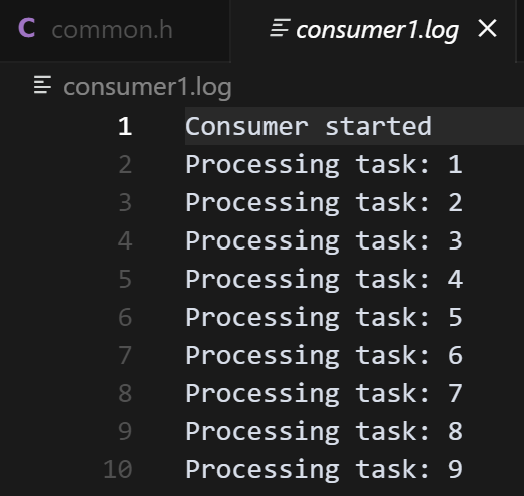 C common.h
consumer1.log
consumer1.log
1 Consumer started
2 Processing task: 1
3 Processing task: 2
4 Processing task: 3
5 Processing task: 4
6 Processing task: 5
7 Processing task: 6
8 Processing task: 7
9 Processing task: 8
10 Processing task: 9